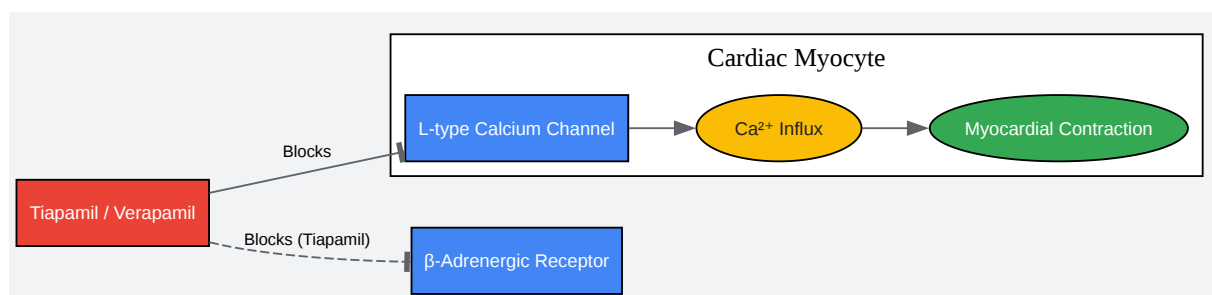 Cardiac Myocyte
L-type Calcium Channel
Ca²⁺ Influx
Myocardial Contraction
Blocks
Tiapamil / Verapamil
Blocks (Tiapamil)
β-Adrenergic Receptor